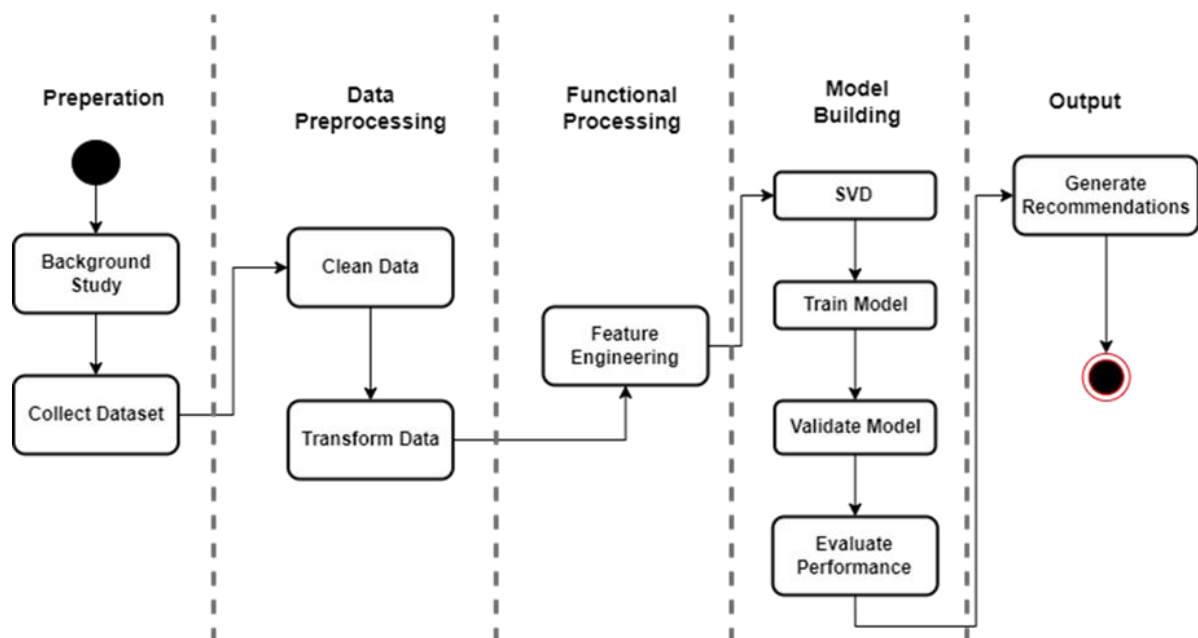 Preperation
Background
Study
Collect Dataset
Data
Preprocessing
Clean Data
Transform Data
Functional
Processing
Feature
Engineering
Model
Building
SVD
Train Model
Validate Model
Evaluate
Performance
Output
Generate
Recommendations